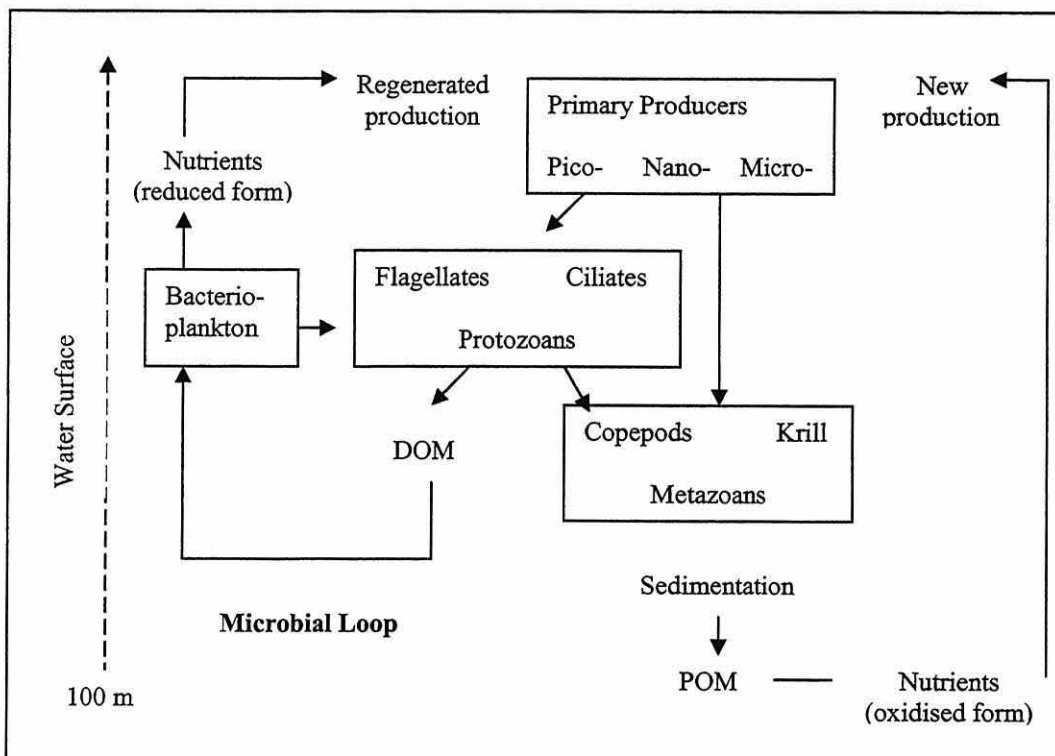 Regenerated
production
Primary Producers
Pico- Nano- Micro-
New
production
Nutrients
(reduced form)
Flagellates Ciliates
Protozoans
Bacterio-
plankton
Water Surface
DOM
Copepods Krill
Metazoans
Sedimentation
Microbial Loop
POM
Nutrients
(oxidised form)
100 m